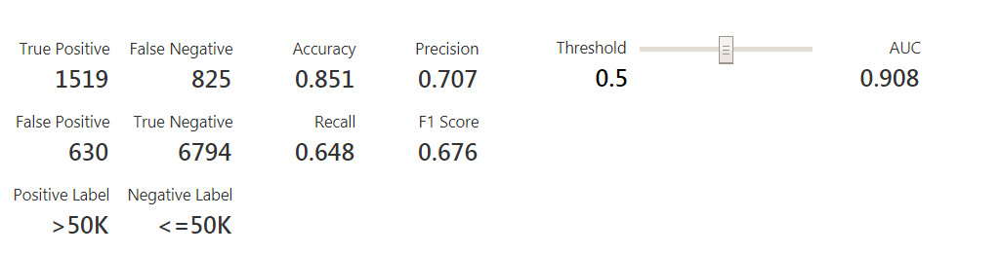 True Positive False Negative Accuracy Precision Threshold AUC
1519 825 0.851 0.707 0.5 0.908
False Positive True Negative Recall F1 Score
630 6794 0.648 0.676
Positive Label Negative Label
>50K <=50K